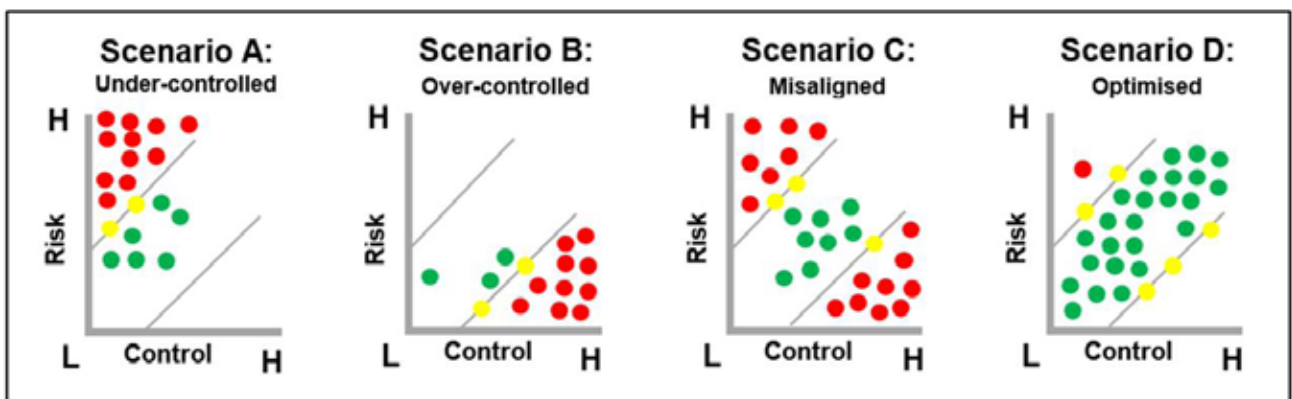 Scenario A:
Under-controlled
H
Risk
L
Control
H
Scenario B:
Over-controlled
H
Risk
L
Control
H
Scenario C:
Misaligned
H
Risk
L
Control
H
Scenario D:
Optimised
H
Risk
L
Control
H